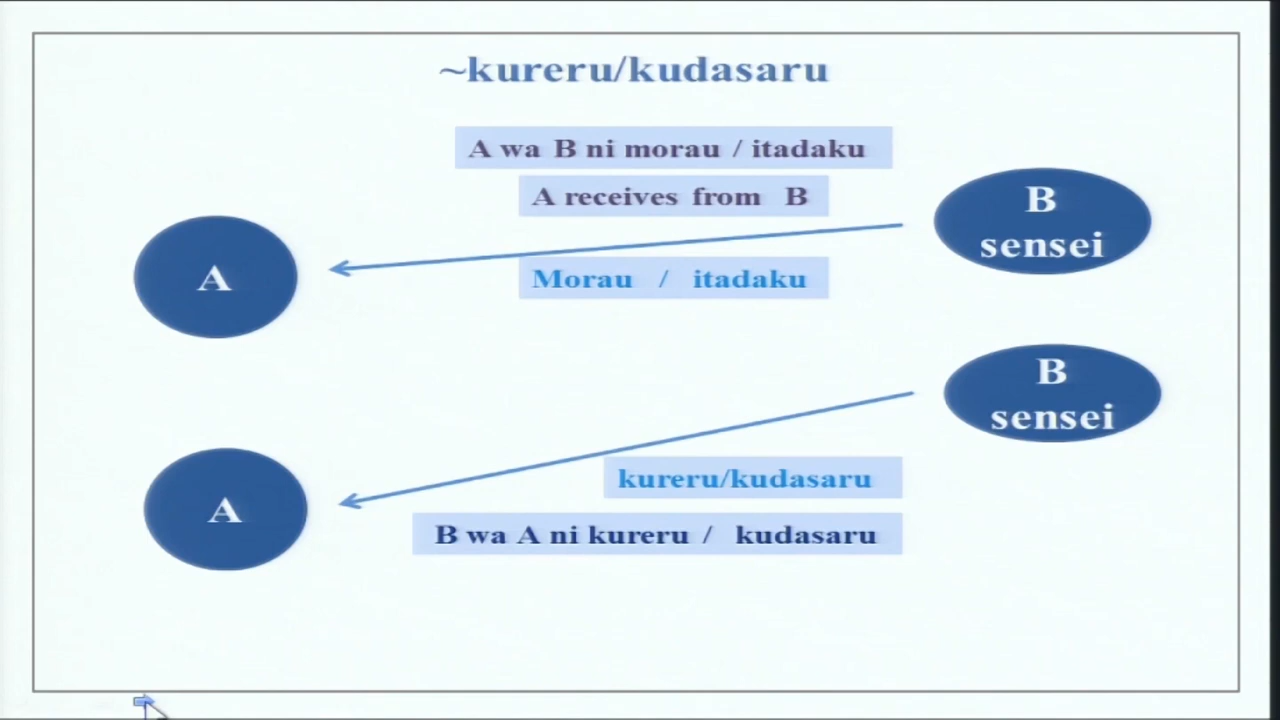 ~kureru/kudasaru
A wa B ni morau / itadaku
A receives from B
B
sensei
A
Morau / itadaku
B
sensei
kureru/kudasaru
A
B wa A ni kureru / kudasaru